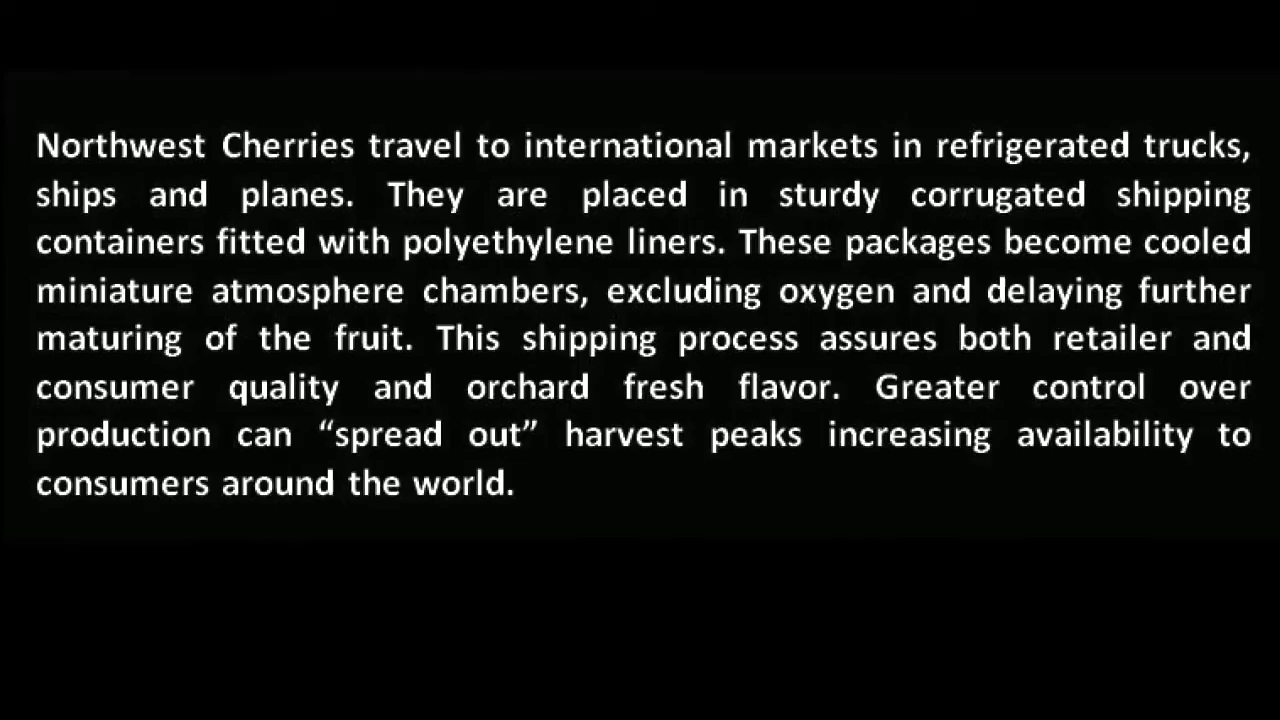 Northwest Cherries travel to international markets in refrigerated trucks,
ships and planes. They are placed in sturdy corrugated shipping
containers fitted with polyethylene liners. These packages become cooled
miniature atmosphere chambers, excluding oxygen and delaying further
maturing of the fruit. This shipping process assures both retailer and
consumer quality and orchard fresh flavor. Greater control over
production can “spread out” harvest peaks increasing availability to
consumers around the world.